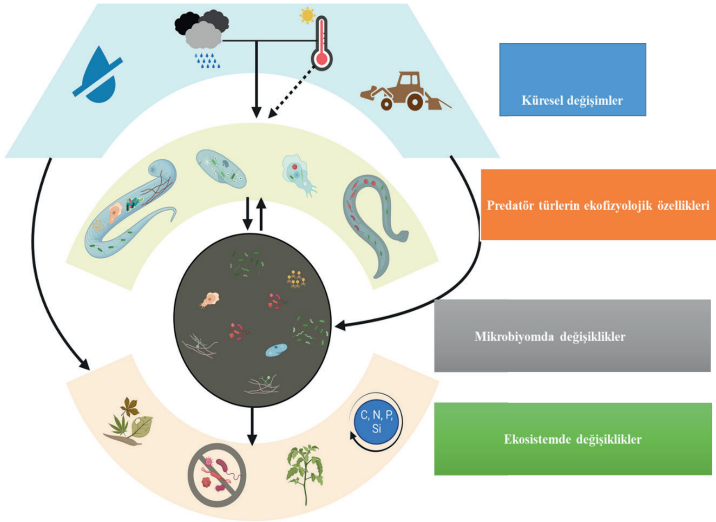 Küresel değişimler
Predatör türlerin ekofizyolojik özellikleri
Mikrobiyomda değişiklikler
C, N, P,
Si
Ekosistemde değişiklikler